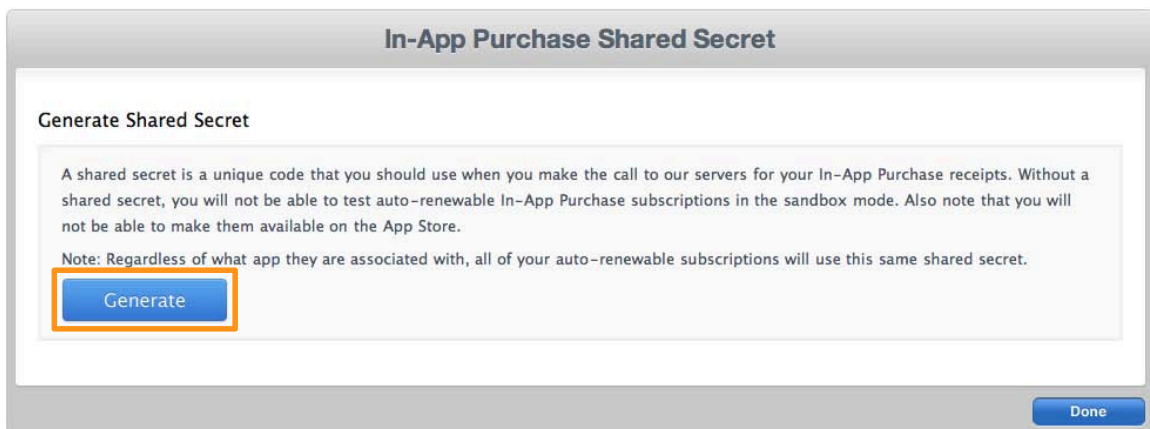 In-App Purchase Shared Secret
Generate Shared Secret
A shared secret is a unique code that you should use when you make the call to our servers for your In-App Purchase receipts. Without a
shared secret, you will not be able to test auto-renewable In-App Purchase subscriptions in the sandbox mode. Also note that you will
not be able to make them available on the App Store.
Note: Regardless of what app they are associated with, all of your auto-renewable subscriptions will use this same shared secret.
Generate
Done